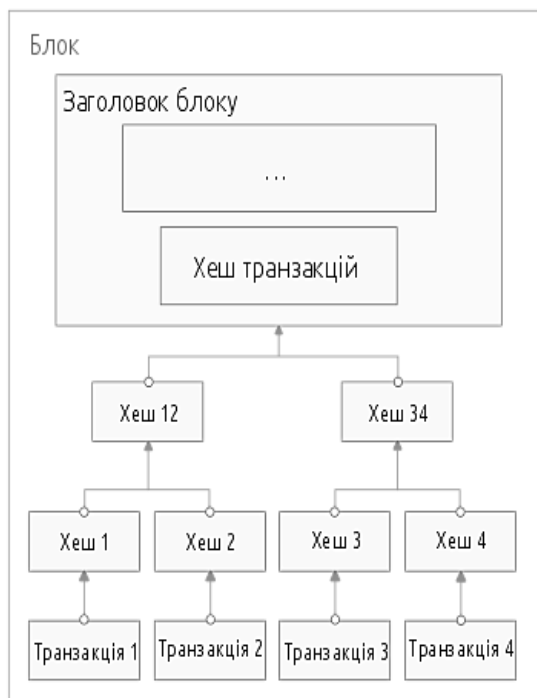 Блок
Заголовок блоку
...
Хеш транзакцій
Хеш 12
Хеш 34
Хеш 1
Хеш 2
Хеш 3
Хеш 4
Транзакція 1
Транзакція 2
Транзакція 3
Транзакція 4